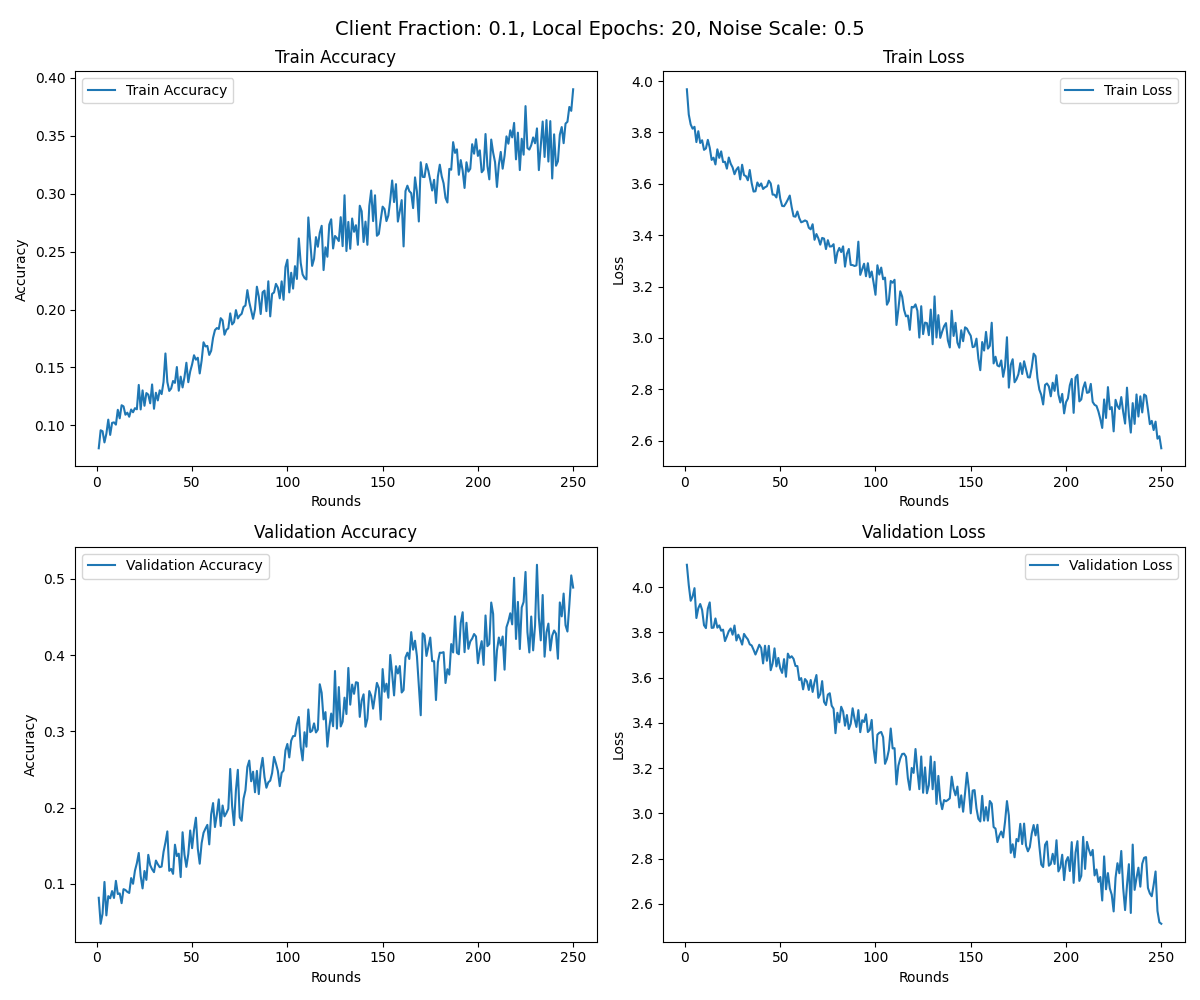 Client Fraction: 0.1, Local Epochs: 20, Noise Scale: 0.5
Train Accuracy
Train Accuracy
0.40
0.35
0.30
0.25
0.20
0.15
0.10
Accuracy
0 50 100 150 200 250
Rounds
Train Loss
Train Loss
4.0
3.8
3.6
3.4
3.2
3.0
2.8
2.6
Loss
0 50 100 150 200 250
Rounds
Validation Accuracy
Validation Accuracy
0.5
0.4
0.3
0.2
0.1
Accuracy
0 50 100 150 200 250
Rounds
Validation Loss
Validation Loss
4.0
3.8
3.6
3.4
3.2
3.0
2.8
2.6
Loss
0 50 100 150 200 250
Rounds